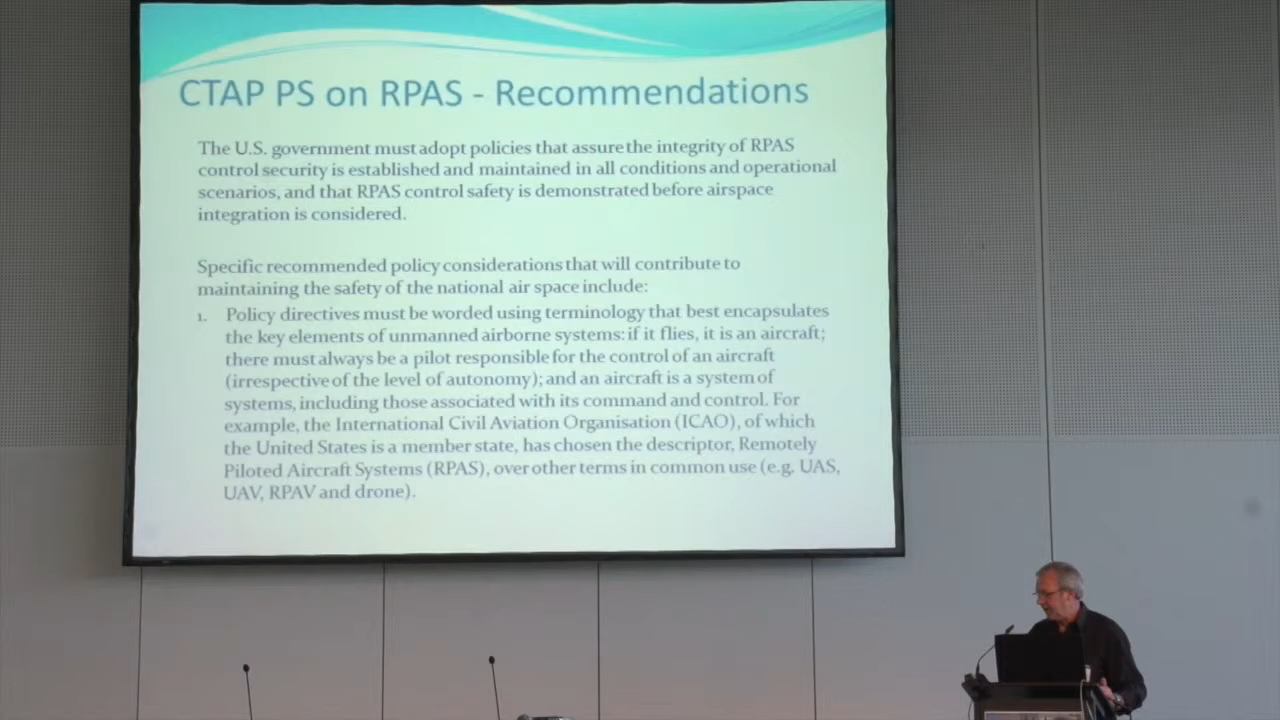 CTAP PS on RPAS - Recommendations
The U.S. government must adopt policies that assure the integrity of RPAS
control security is established and maintained in all conditions and operational
scenarios, and that RPAS control safety is demonstrated before airspace
integration is considered.
Specific recommended policy considerations that will contribute to
maintaining the safety of the national air space include:
1. Policy directives must be worded using terminology that best encapsulates
the key elements of unmanned airborne systems: if it flies, it is an aircraft;
there must always be a pilot responsible for the control of an aircraft
(irrespective of the level of autonomy); and an aircraft is a system of
systems, including those associated with its command and control. For
example, the International Civil Aviation Organisation (ICAO), of which
the United States is a member state, has chosen the descriptor, Remotely
Piloted Aircraft Systems (RPAS), over other terms in common use (e.g. UAS,
UAV, RPAV and drone).